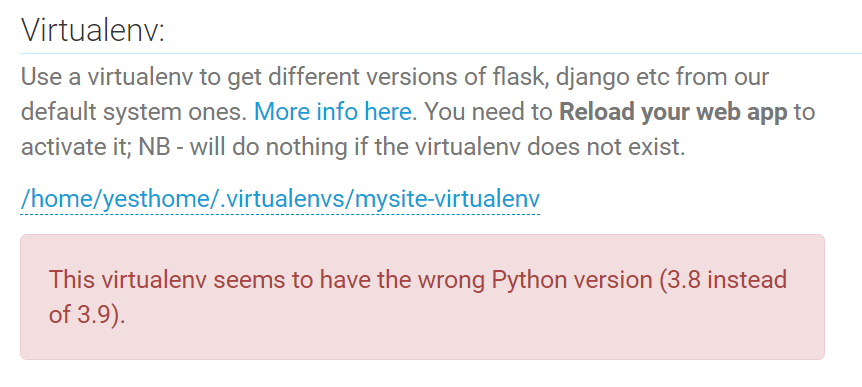 Virtualenv:
Use a virtualenv to get different versions of flask, django etc from our
default system ones. More info here. You need to Reload your web app to
activate it; NB - will do nothing if the virtualenv does not exist.
/home/yesthome/.virtualenvs/mysite-virtualenv
This virtualenv seems to have the wrong Python version (3.8 instead
of 3.9).